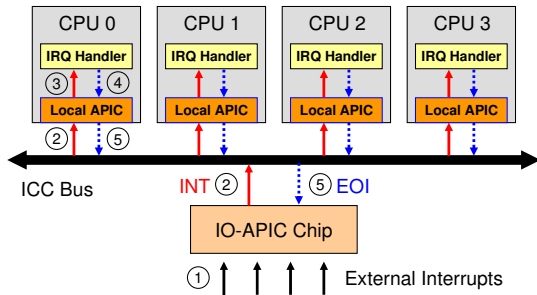 CPU 0 CPU 1 CPU 2 CPU 3
IRQ Handler IRQ Handler IRQ Handler IRQ Handler
3 4
Local APIC Local APIC Local APIC Local APIC
2 5
ICC Bus
INT 2 5 EOI
IO-APIC Chip
1 External Interrupts